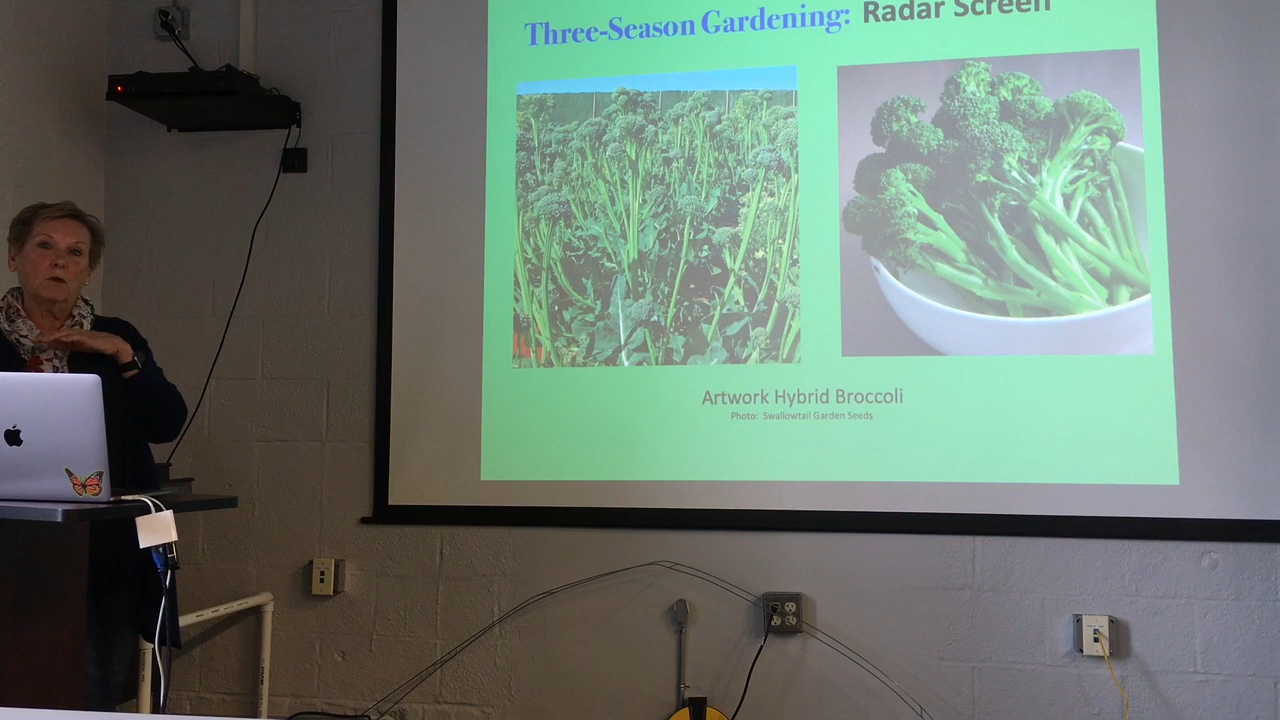 Three-Season Gardening: Radar Screen
Artwork Hybrid Broccoli
Photo: Swallowtail Garden Seeds